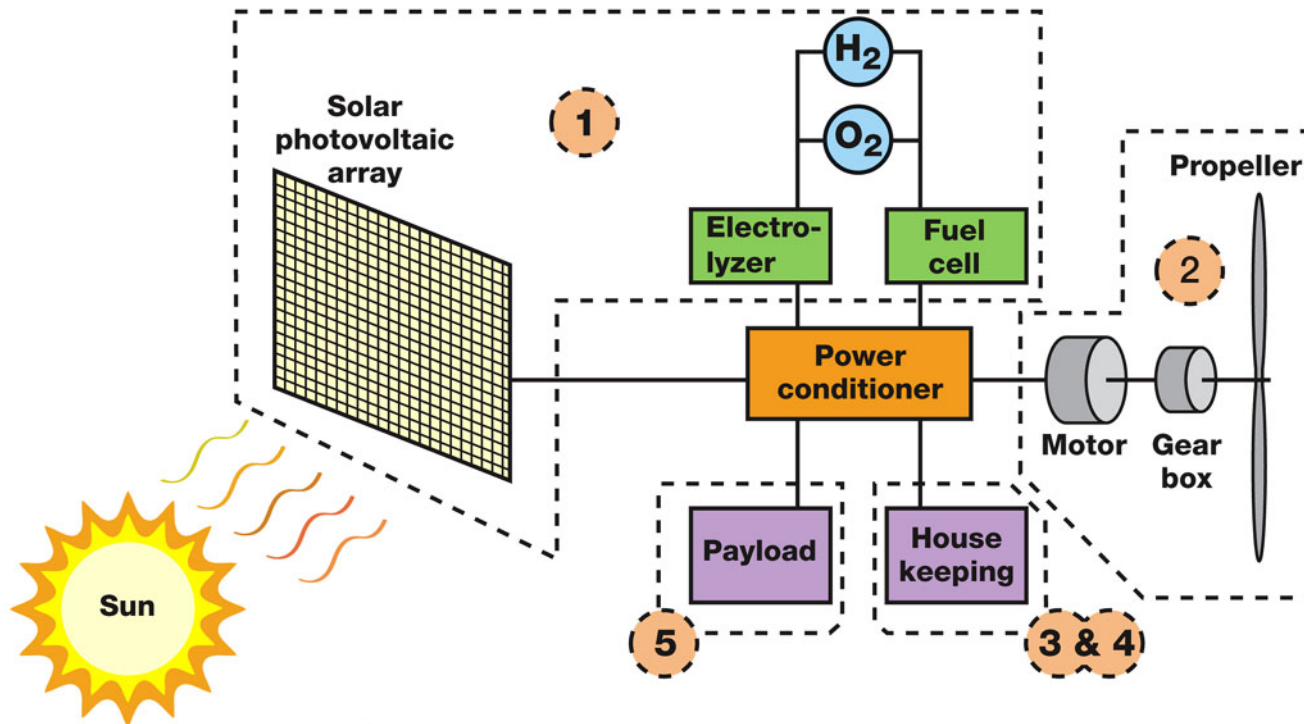 Solar
photovoltaic
array
1
H2
O2
Electro-
lyzer
Fuel
cell
Propeller
2
Power
conditioner
Motor
Gear
box
Payload
House
keeping
5
3 & 4
Sun